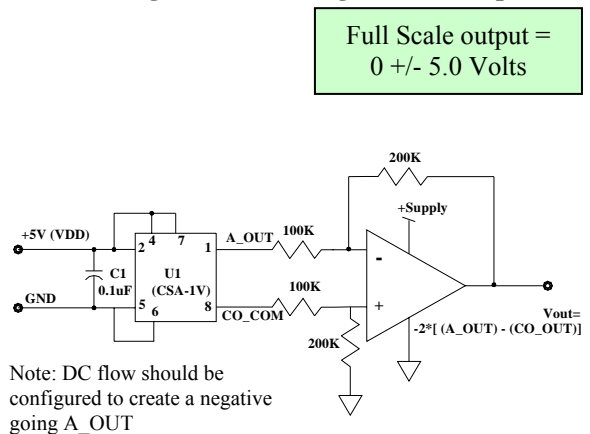 Full Scale output =
0 +/- 5.0 Volts
200K
+Supply
+5V (VDD)
2 4 7 1
A_OUT 100K
-
C1
0.1uF
U1
(CSA-1V)
100K
GND
5 6 8
CO_COM
+
200K
Vout=
-2*[ (A_OUT) - (CO_OUT)]
Note: DC flow should be
configured to create a negative
going A_OUT